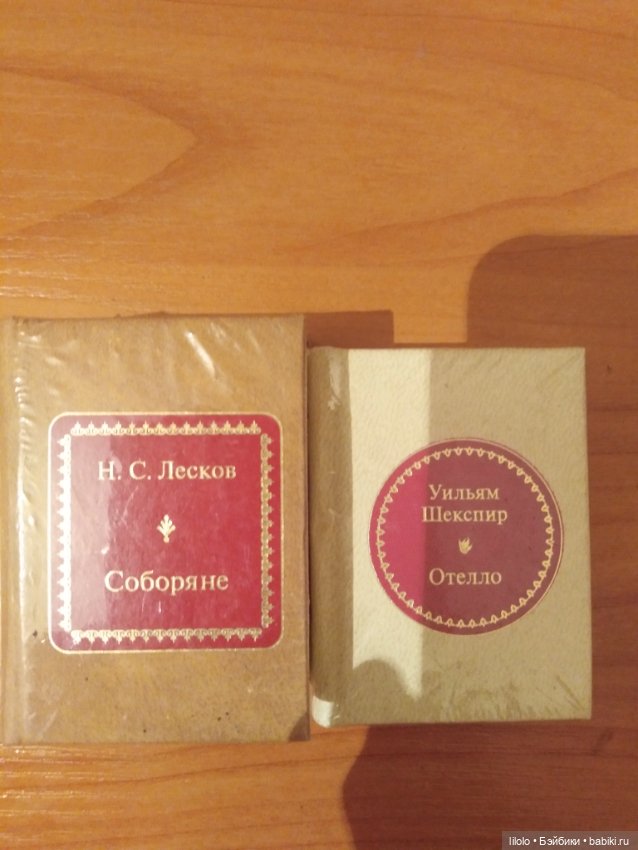 Н. С. Лесков
Соборяне
Уильям
Шекспир
Отелло
lilolo • Бэйбики • babiki.ru